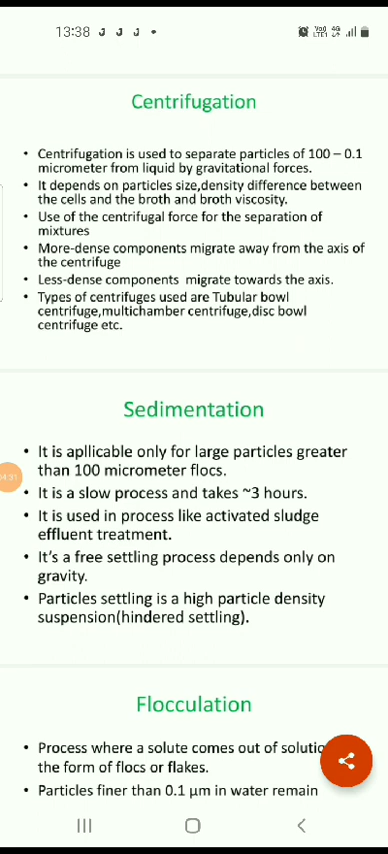 13:38 J J J •
Centrifugation
• Centrifugation is used to separate particles of 100 – 0.1
micrometer from liquid by gravitational forces.
• It depends on particles size,density difference between
the cells and the broth and broth viscosity.
• Use of the centrifugal force for the separation of
mixtures
• More-dense components migrate away from the axis of
the centrifuge
• Less-dense components migrate towards the axis.
• Types of centrifuges used are Tubular bowl
centrifuge,multichamber centrifuge,disc bowl
centrifuge etc.
Sedimentation
• It is apllicable only for large particles greater
than 100 micrometer flocs.
• It is a slow process and takes ~3 hours.
• It is used in process like activated sludge
effluent treatment.
• It's a free settling process depends only on
gravity.
• Particles settling is a high particle density
suspension(hindered settling).
Flocculation
• Process where a solute comes out of
the form of flocs or flakes.
• Particles finer than 0.1 µm in water remain